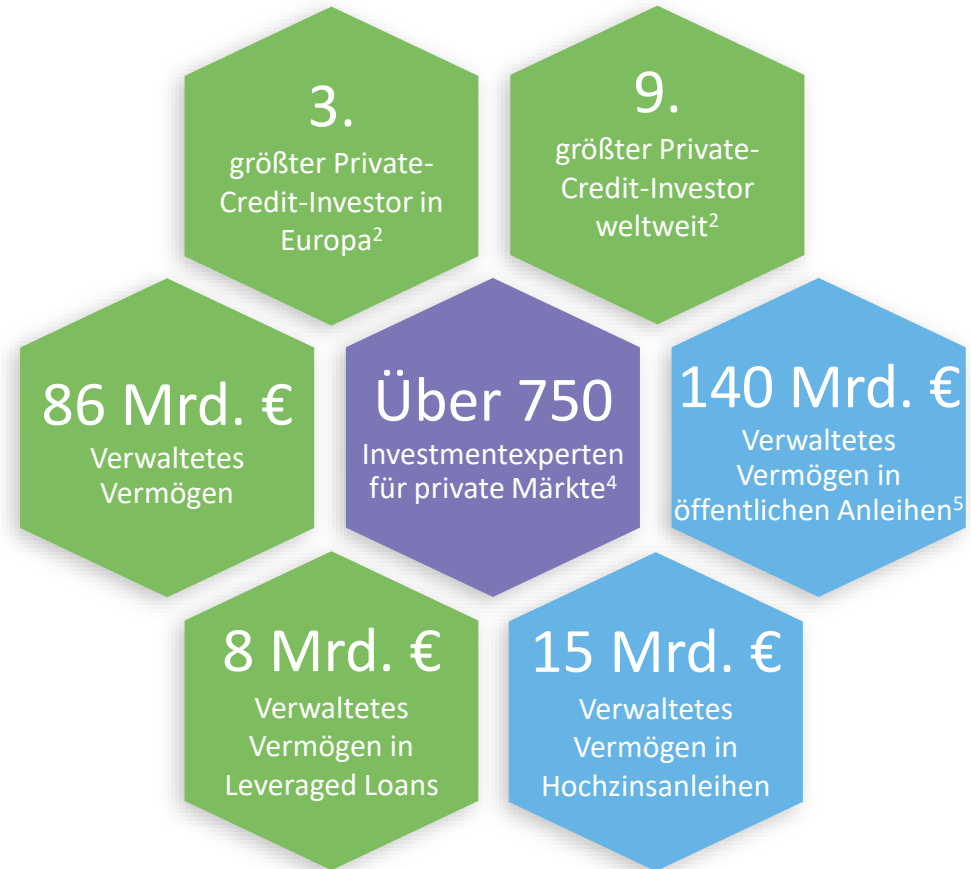 3.
größter Private-
Credit-Investor in
Europa²
9.
größter Private-
Credit-Investor
weltweit²
86 Mrd. €
Verwaltetes
Vermögen
Über 750
Investmentexperten
für private Märkte⁴
140 Mrd. €
Verwaltetes
Vermögen in
öffentlichen Anleihen⁵
8 Mrd. €
Verwaltetes
Vermögen in
Leveraged Loans
15 Mrd. €
Verwaltetes
Vermögen in
Hochzinsanleihen